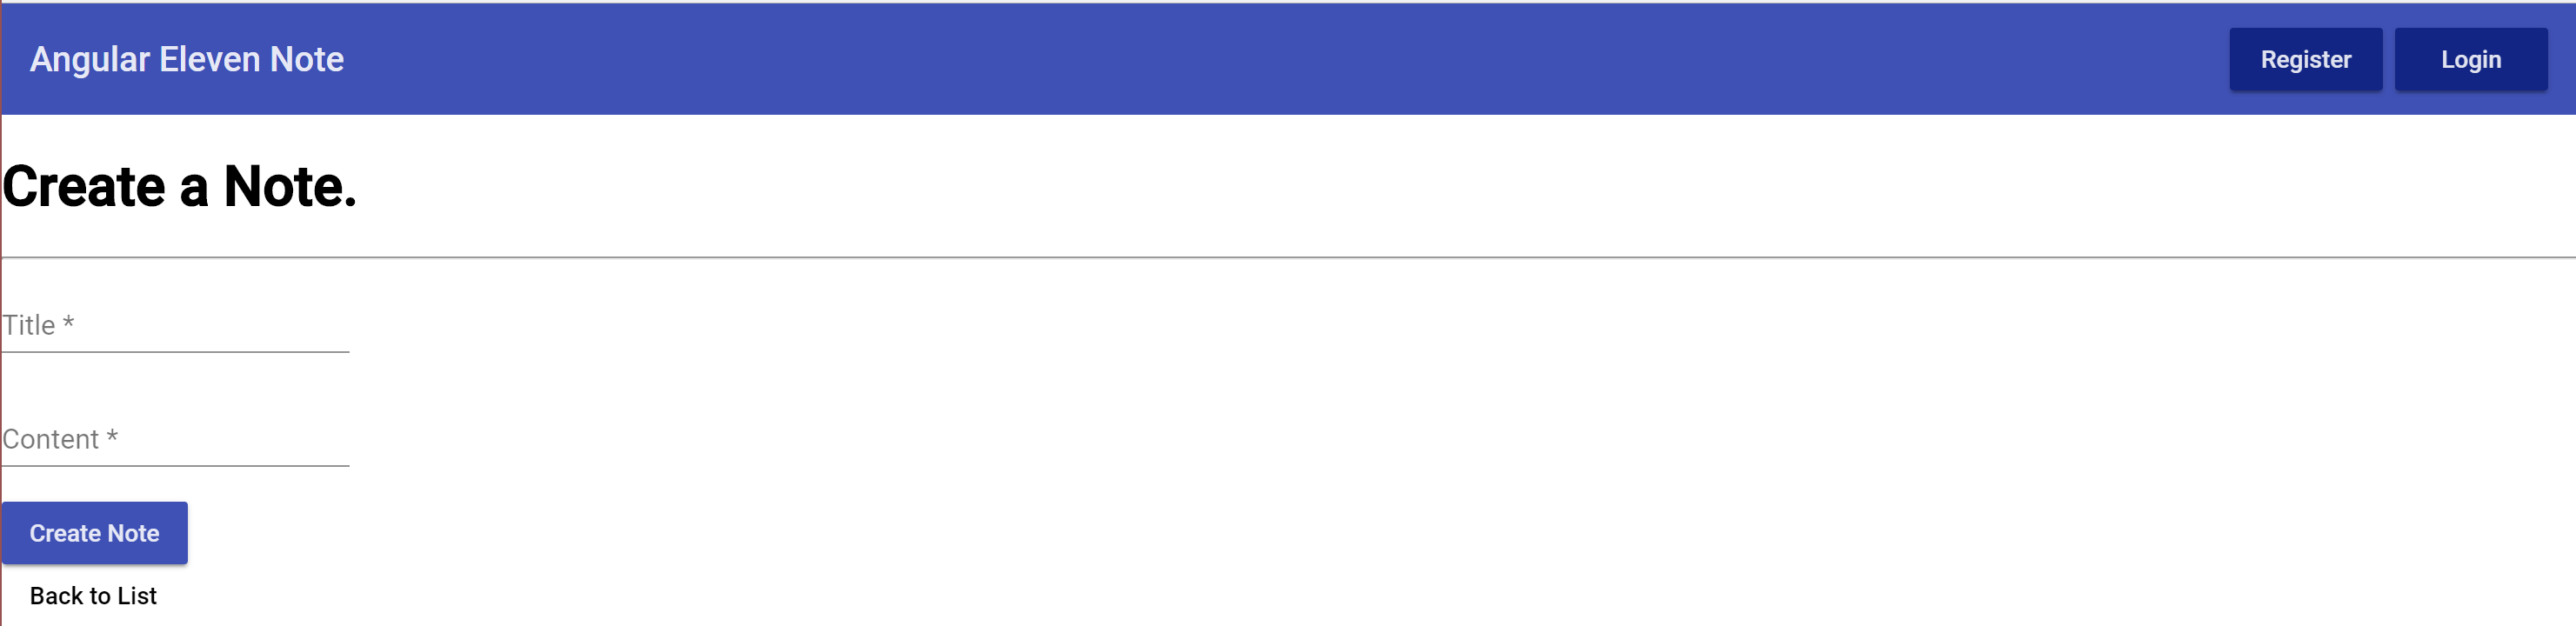 Angular Eleven Note Register Login
Create a Note.
Title *
Content *
Create Note
Back to List